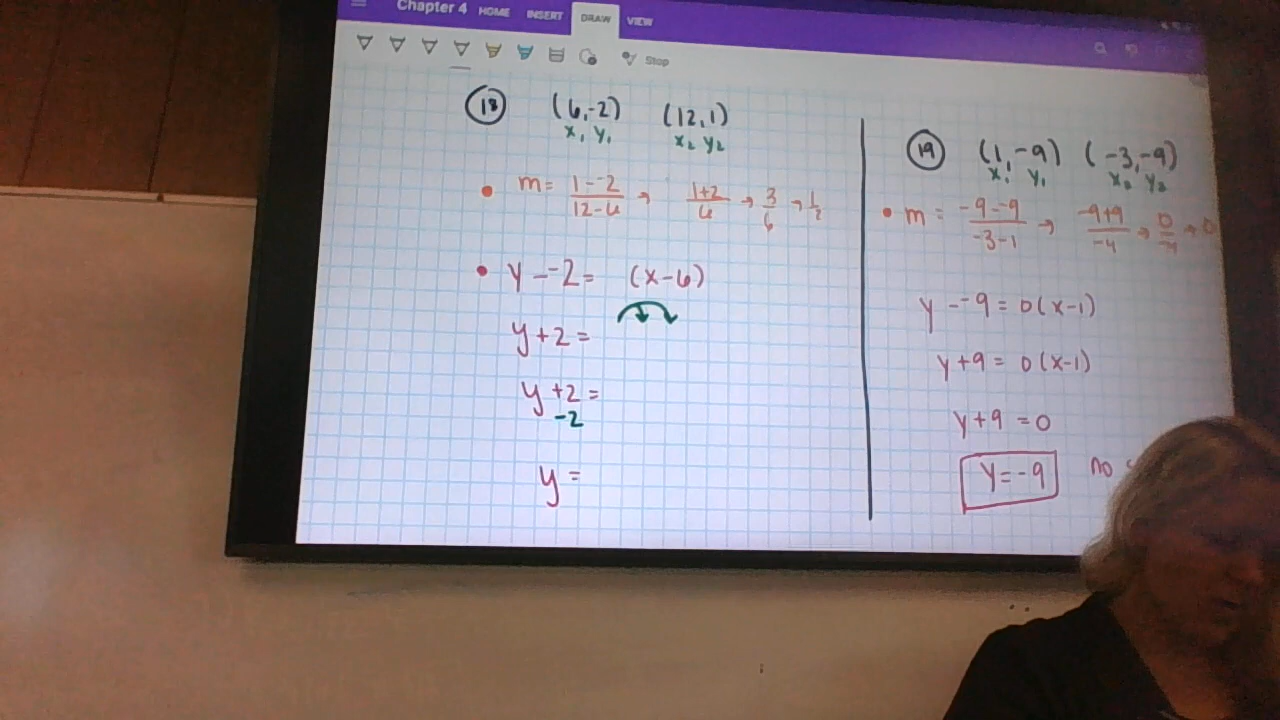 Chapter 4 HOME INSERT DRAW VIEW
Stop
18 (6,-2) (12,1)
x₁ y₁ x₂ y₂
m= 1--2/12-6 → 1+2/6 → 3/6 → 1/2
y--2= (x-6)
y+2=
y+2=
-2
y=
19 (1,-9) (-3,-9)
x₁ y₁ x₂ y₂
m= -9--9/-3-1 → -9+9/-4 → 0/-4 → 0
y--9=0(x-1)
y+9=0(x-1)
y+9=0
y=-9 no